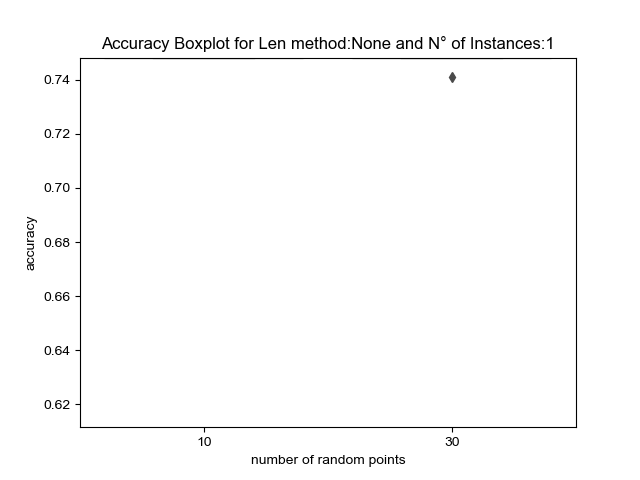 Accuracy Boxplot for Len method:None and N° of Instances:1
0.74
0.72
0.70
0.68
0.66
0.64
0.62
accuracy
10 30
number of random points